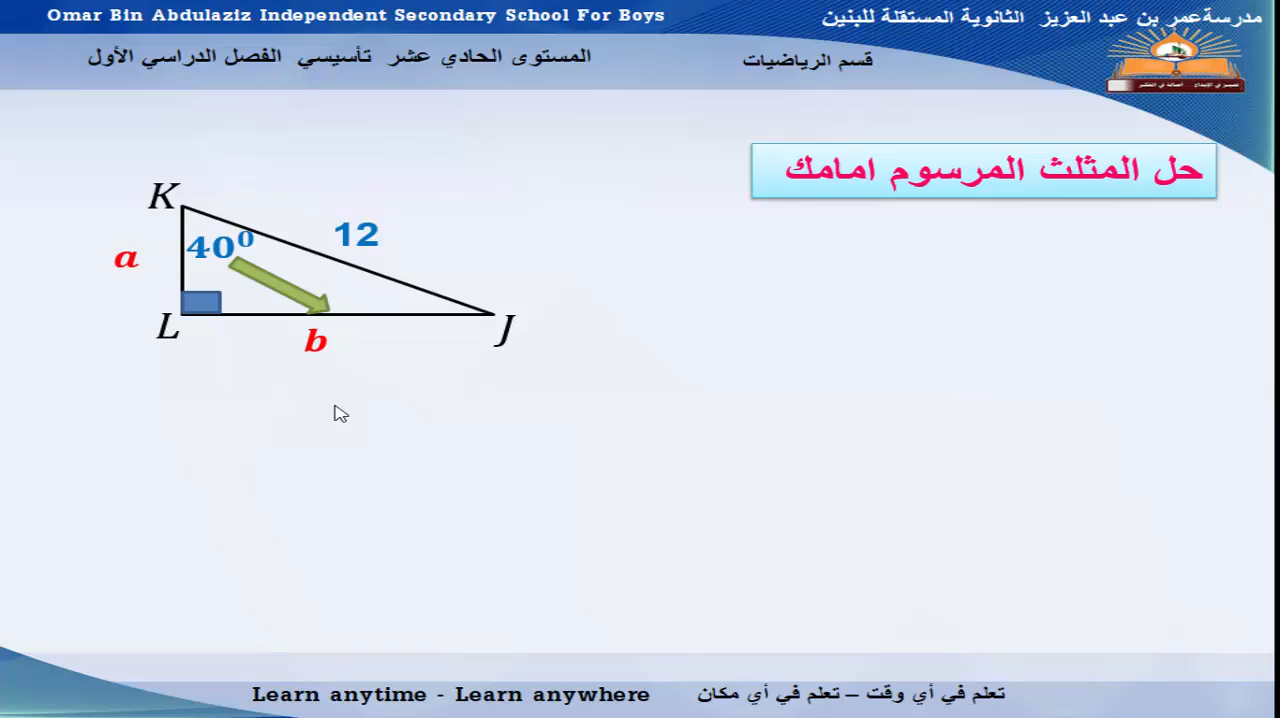 Omar Bin Abdulaziz Independent Secondary School For Boys
مدرسةعمر بن عبد العزيز الثانوية المستقلة للبنين
المستوى الحادي عشر تأسيسي الفصل الدراسي الأول
قسم الرياضيات
حل المثلث المرسوم امامك
K
40⁰
12
a
L
b
J
Learn anytime - Learn anywhere
تعلم في أي وقت – تعلم في أي مكان